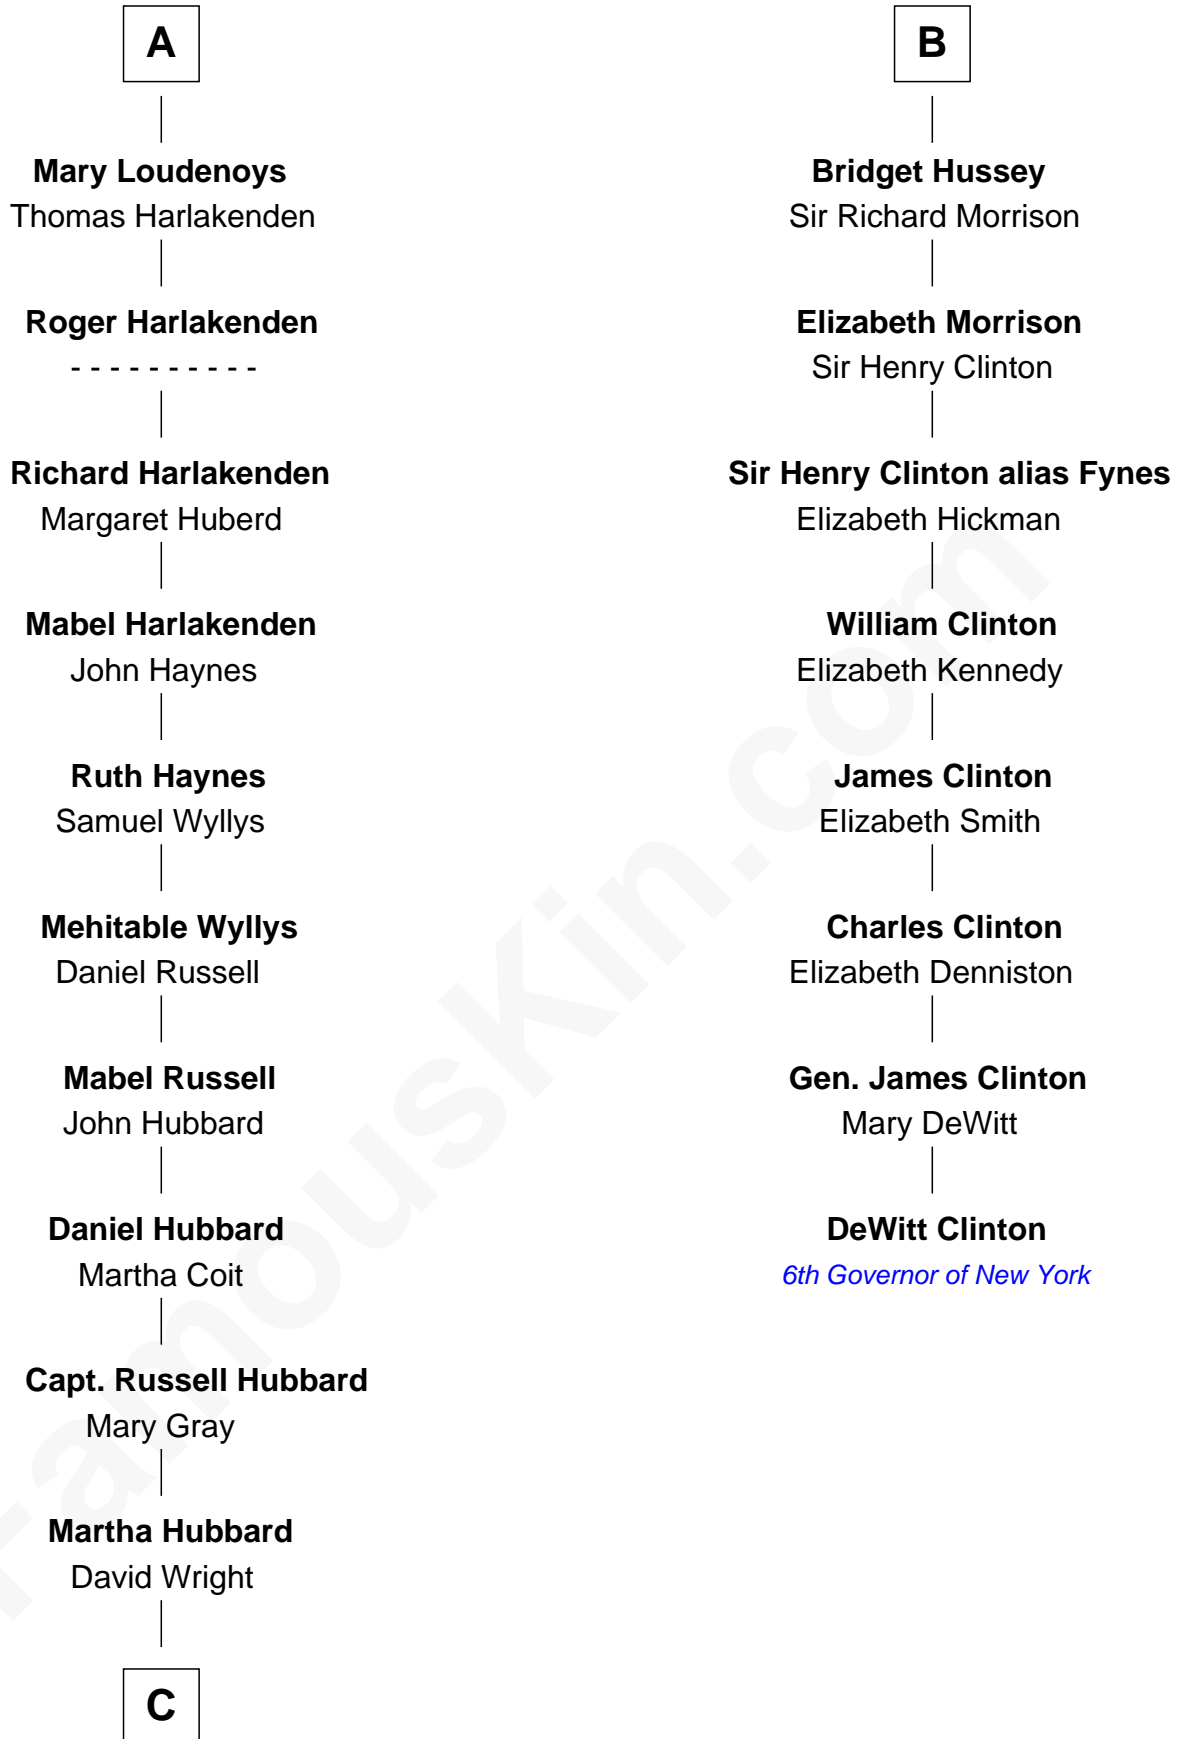 A
Mary Loudenoys
Thomas Harlakenden
Roger Harlakenden
- - - - - - - - - -
Richard Harlakenden
Margaret Huberd
Mabel Harlakenden
John Haynes
Ruth Haynes
Samuel Wyllys
Mehitable Wyllys
Daniel Russell
Mabel Russell
John Hubbard
Daniel Hubbard
Martha Coit
Capt. Russell Hubbard
Mary Gray
Martha Hubbard
David Wright
C
B
Bridget Hussey
Sir Richard Morrison
Elizabeth Morrison
Sir Henry Clinton
Sir Henry Clinton alias Fynes
Elizabeth Hickman
William Clinton
Elizabeth Kennedy
James Clinton
Elizabeth Smith
Charles Clinton
Elizabeth Denniston
Gen. James Clinton
Mary DeWitt
DeWitt Clinton
6th Governor of New York
FamousKin.com